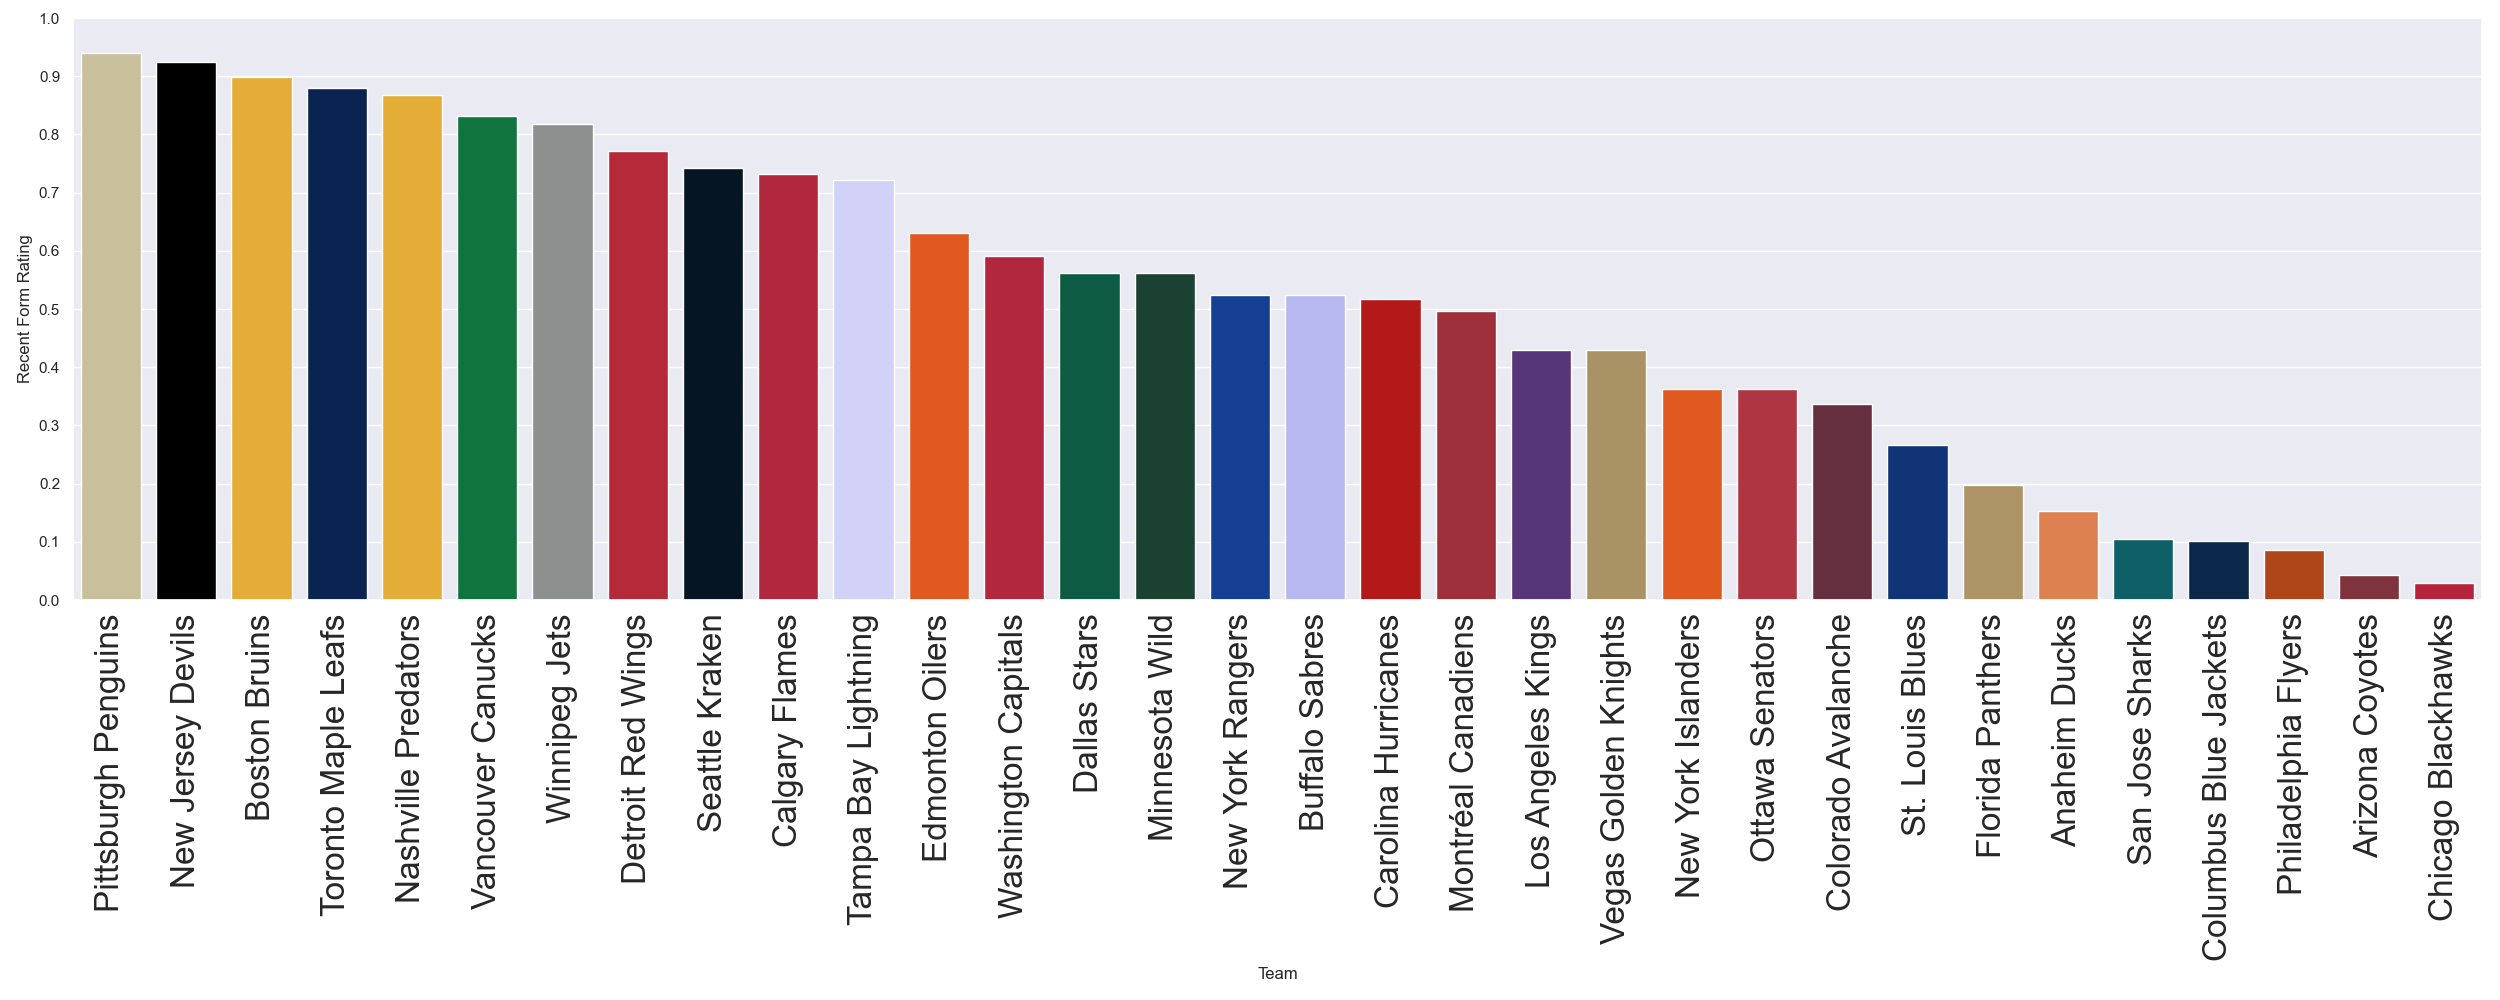 1.0
0.9
0.8
0.7
0.6
0.5
0.4
0.3
0.2
0.1
0.0
Recent Form Rating
Pittsburgh Penguins
New Jersey Devils
Boston Bruins
Toronto Maple Leafs
Nashville Predators
Vancouver Canucks
Winnipeg Jets
Detroit Red Wings
Seattle Kraken
Calgary Flames
Tampa Bay Lightning
Edmonton Oilers
Washington Capitals
Dallas Stars
Minnesota Wild
New York Rangers
Buffalo Sabres
Carolina Hurricanes
Montréal Canadiens
Los Angeles Kings
Vegas Golden Knights
New York Islanders
Ottawa Senators
Colorado Avalanche
St. Louis Blues
Florida Panthers
Anaheim Ducks
San Jose Sharks
Columbus Blue Jackets
Philadelphia Flyers
Arizona Coyotes
Chicago Blackhawks
Team